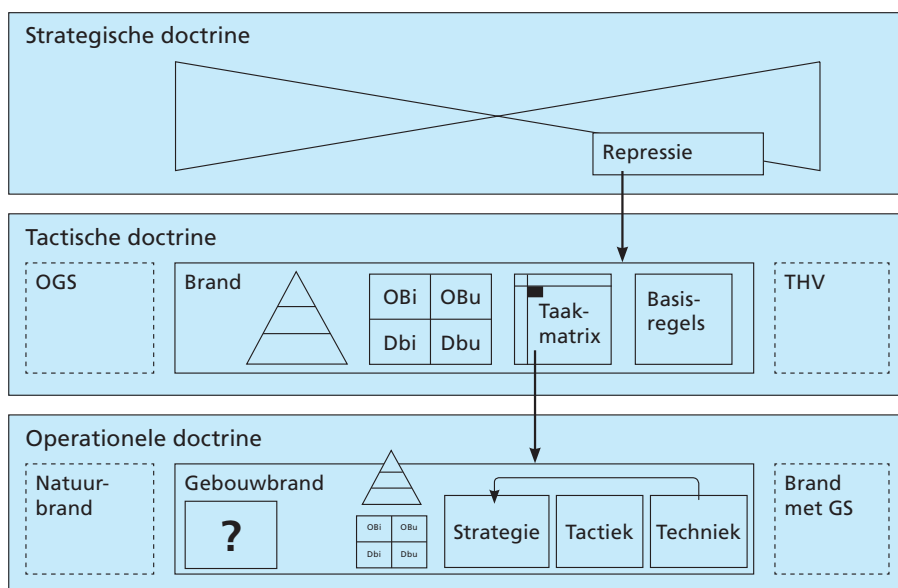 Strategische doctrine
Repressie
Tactische doctrine
OGS
Brand
OBi
OBu
Dbi
Dbu
Taak-
matrix
Basis-
regels
THV
Operationele doctrine
Natuur-
brand
Gebouwbrand
?
OBi
OBu
Dbi
Dbu
Strategie
Tactiek
Techniek
Brand
met GS